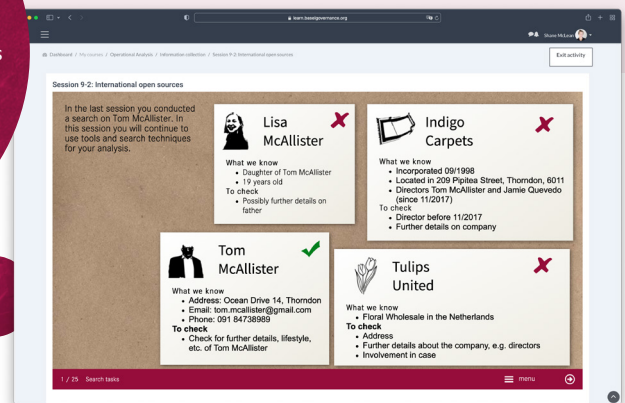 s
learn.baselgovernance.org
Shane McLean
Dashboard / My courses / Operational Analysis / Information collection / Session 9-2: International open sources
Exit activity
Session 9-2: International open sources
In the last session you conducted
a search on Tom McAllister. In
this session you will continue to
use tools and search techniques
for your analysis.
Lisa
McAllister
What we know
• Daughter of Tom McAllister
• 19 years old
To check
• Possibly further details on
father
Indigo
Carpets
What we know
• Incorporated 09/1998
• Located in 209 Pipitea Street, Thorndon, 6011
• Directors Tom McAllister and Jamie Quevedo
(since 11/2017)
To check
• Director before 11/2017
• Further details on company
Tom
McAllister
What we know
• Address: Ocean Drive 14, Thorndon
• Email: tom.mcallister@gmail.com
• Phone: 091 84738989
To check
• Check for further details, lifestyle,
etc. of Tom McAllister
Tulips
United
What we know
• Floral Wholesale in the Netherlands
To check
• Address
• Further details about the company, e.g. directors
• Involvement in case
1 / 25 Search tasks
menu